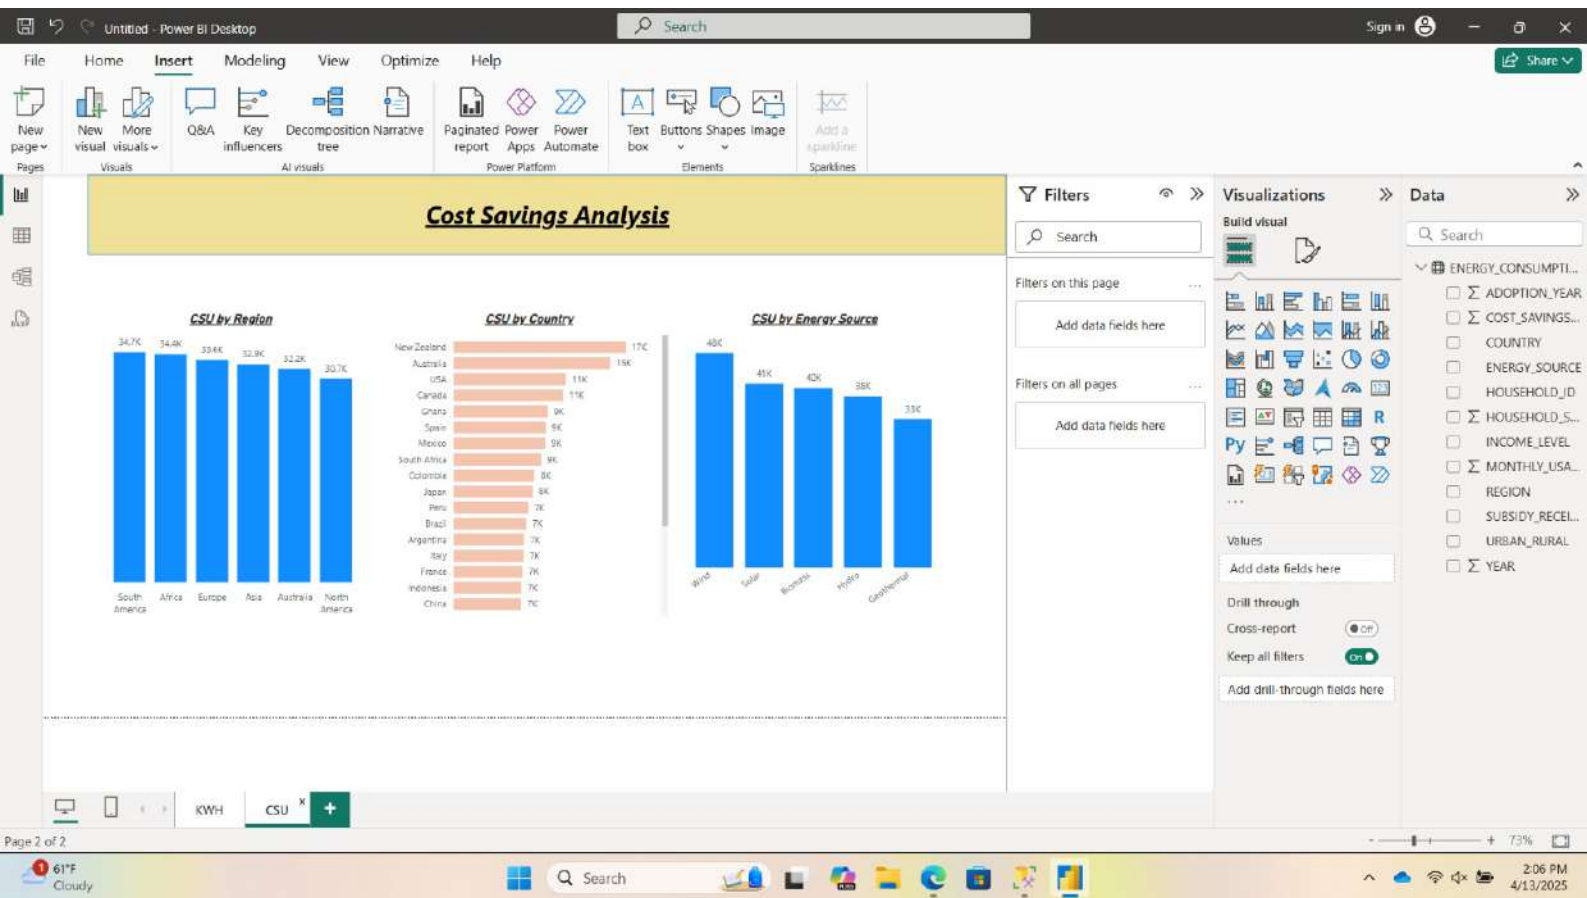 Untitled - Power BI Desktop
Search
Sign in
File Home Insert Modeling View Optimize Help
Share
New page
New visual
More visuals
Q&A
Key influencers
Decomposition tree
Narrative
Paginated report
Power Apps
Power Automate
Text box
Buttons
Shapes
Image
Add a sparkline
Pages
Visuals
AI visuals
Power Platform
Elements
Sparklines
Cost Savings Analysis
CSU by Region
34.7K
34.4K
33.6K
32.9K
32.2K
30.7K
South America
Africa
Europe
Asia
Australia
North America
CSU by Country
New Zealand 17K
Australia 15K
USA 11K
Canada 11K
Ghana 9K
Spain 9K
Mexico 9K
South Africa 9K
Colombia 8K
Japan 8K
Peru 7K
Brazil 7K
Argentina 7K
Italy 7K
France 7K
Indonesia 7K
China 7K
CSU by Energy Source
48K
42K
38K
33K
Wind
Solar
Biomass
Hydro
Geothermal
Filters
Search
Filters on this page
...
Add data fields here
Filters on all pages
...
Add data fields here
Visualizations
Build visual
R
Py
123
...
Values
Add data fields here
Drill through
Cross-report
Off
Keep all filters
On
Add drill-through fields here
Data
Search
ENERGY_CONSUMPTI...
ADOPTION_YEAR
COST_SAVINGS...
COUNTRY
ENERGY_SOURCE
HOUSEHOLD_ID
HOUSEHOLD_S...
INCOME_LEVEL
MONTHLY_USA...
REGION
SUBSIDY_RECEI...
URBAN_RURAL
YEAR
KWH
CSU
x
+
Page 2 of 2
- + 73%
1
61°F
Cloudy
Search
2:06 PM
4/13/2025